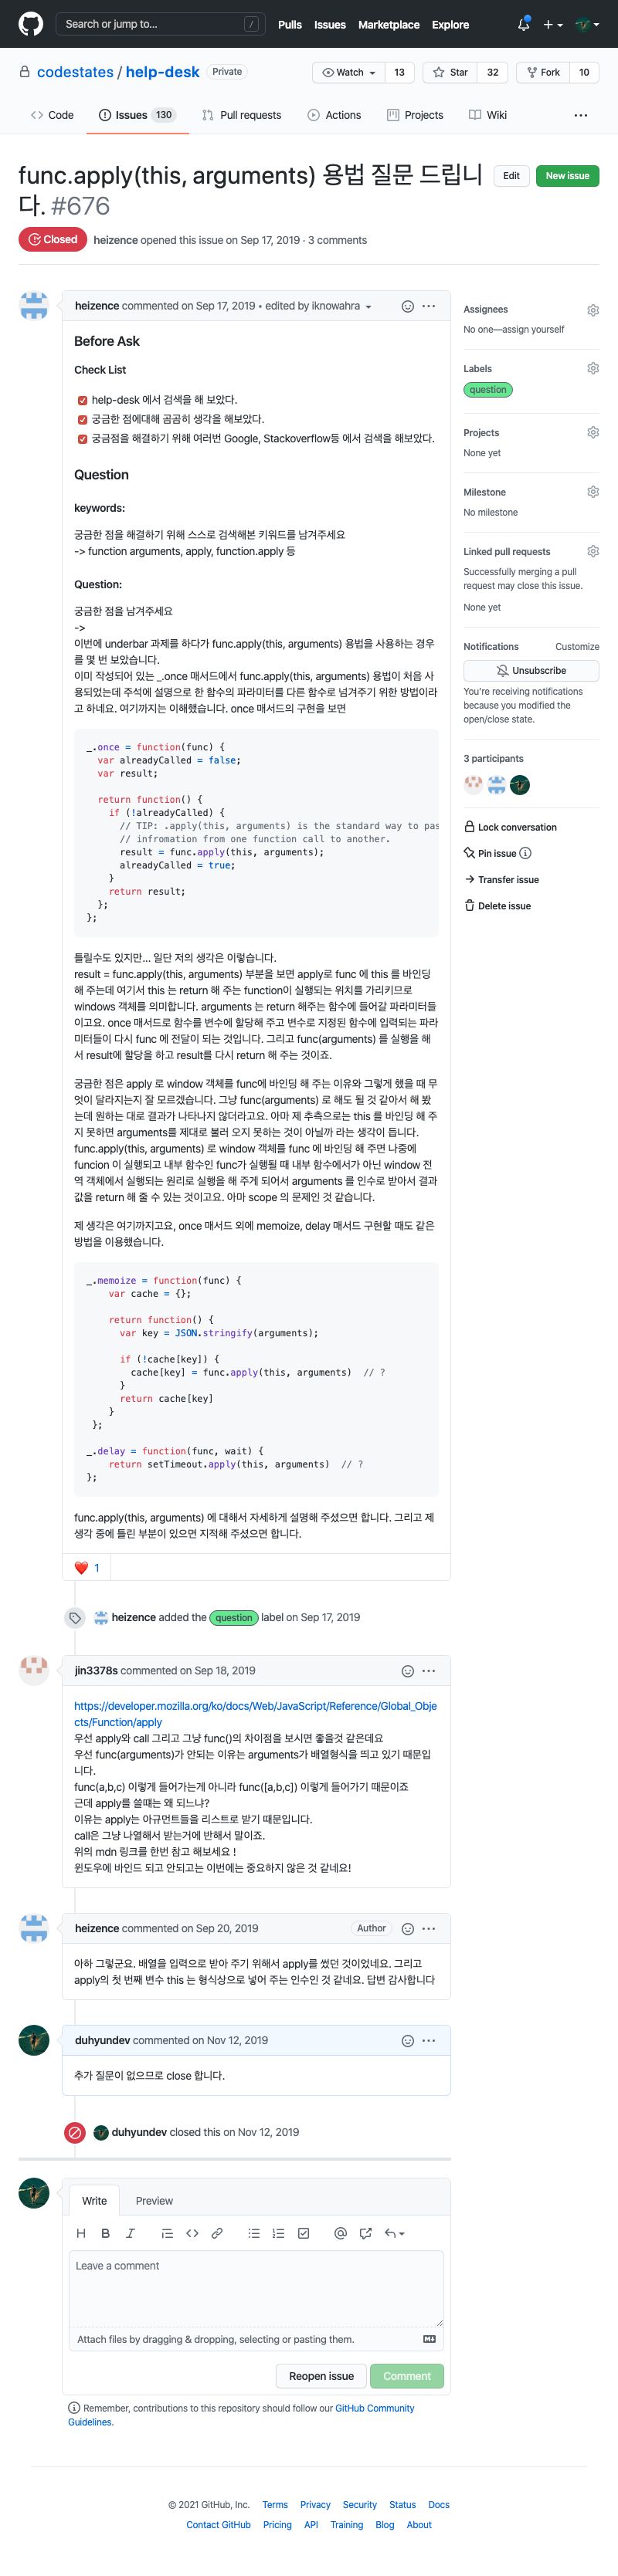 Search or jump to...
/
Pulls Issues Marketplace Explore
codestates / help-desk Private
Watch 13 Star 32 Fork 10
Code Issues 130 Pull requests Actions Projects Wiki
func.apply(this, arguments) 용법 질문 드립니
다. #676
Edit New issue
Closed heizence opened this issue on Sep 17, 2019 · 3 comments
heizence commented on Sep 17, 2019 • edited by iknowahra
Before Ask
Check List
help-desk 에서 검색을 해 보았다.
궁금한 점에대해 곰곰히 생각을 해보았다.
궁금점을 해결하기 위해 여러번 Google, Stackoverflow등 에서 검색을 해보았다.
Question
keywords:
궁금한 점을 해결하기 위해 스스로 검색해본 키워드를 남겨주세요
-> function arguments, apply, function.apply 등
Question:
궁금한 점을 남겨주세요
->
이번에 underbar 과제를 하다가 func.apply(this, arguments) 용법을 사용하는 경우
를 몇 번 보았습니다.
이미 작성되어 있는 _.once 매서드에서 func.apply(this, arguments) 용법이 처음 사
용되었는데 주석에 설명으로 한 함수의 파라미터를 다른 함수로 넘겨주기 위한 방법이라
고 하네요. 여기까지는 이해했습니다. once 매서드의 구현을 보면
_.once = function(func) {
var alreadyCalled = false;
var result;
return function() {
if (!alreadyCalled) {
// TIP: .apply(this, arguments) is the standard way to pas
// infromation from one function call to another.
result = func.apply(this, arguments);
alreadyCalled = true;
}
return result;
};
};
틀릴수도 있지만... 일단 저의 생각은 이렇습니다.
result = func.apply(this, arguments) 부분을 보면 apply로 func 에 this 를 바인딩
해 주는데 여기서 this 는 return 해 주는 function이 실행되는 위치를 가리키므로
windows 객체를 의미합니다. arguments 는 return 해주는 함수에 들어갈 파라미터들
이고요. once 매서드로 함수를 변수에 할당해 주고 변수로 지정된 함수에 입력되는 파라
미터들이 다시 func 에 전달이 되는 것입니다. 그리고 func(arguments) 를 실행을 해
서 result에 할당을 하고 result를 다시 return 해 주는 것이죠.
궁금한 점은 apply 로 window 객체를 func에 바인딩 해 주는 이유와 그렇게 했을 때 무
엇이 달라지는지 잘 모르겠습니다. 그냥 func(arguments) 로 해도 될 것 같아서 해 봤
는데 원하는 대로 결과가 나타나지 않더라고요. 아마 제 추측으로는 this 를 바인딩 해 주
지 못하면 arguments를 제대로 불러 오지 못하는 것이 아닐까 라는 생각이 듭니다.
func.apply(this, arguments) 로 window 객체를 func 에 바인딩 해 주면 나중에
funcion 이 실행되고 내부 함수인 func가 실행될 때 내부 함수에서가 아닌 window 전
역 객체에서 실행되는 원리로 실행을 해 주게 되어서 arguments 를 인수로 받아서 결과
값을 return 해 줄 수 있는 것이고요. 아마 scope 의 문제인 것 같습니다.
제 생각은 여기까지고요, once 매서드 외에 memoize, delay 매서드 구현할 때도 같은
방법을 이용했습니다.
_.memoize = function(func) {
var cache = {};
return function() {
var key = JSON.stringify(arguments);
if (!cache[key]) {
cache[key] = func.apply(this, arguments) // ?
}
return cache[key]
}
};
_.delay = function(func, wait) {
return setTimeout.apply(this, arguments) // ?
};
func.apply(this, arguments) 에 대해서 자세하게 설명해 주셨으면 합니다. 그리고 제
생각 중에 틀린 부분이 있으면 지적해 주셨으면 합니다.
❤️ 1
heizence added the question label on Sep 17, 2019
jin3378s commented on Sep 18, 2019
https://developer.mozilla.org/ko/docs/Web/JavaScript/Reference/Global_Obje
cts/Function/apply
우선 apply와 call 그리고 그냥 func()의 차이점을 보시면 좋을것 같은데요
우선 func(arguments)가 안되는 이유는 arguments가 배열형식을 띄고 있기 때문입
니다.
func(a,b,c) 이렇게 들어가는게 아니라 func([a,b,c]) 이렇게 들어가기 때문이죠
근데 apply를 쓸떄는 왜 되느냐?
이유는 apply는 아규먼트들을 리스트로 받기 때문입니다.
call은 그냥 나열해서 받는거에 반해서 말이죠.
위의 mdn 링크를 한번 참고 해보세요 !
윈도우에 바인드 되고 안되고는 이번에는 중요하지 않은 것 같네요!
heizence commented on Sep 20, 2019 Author
아하 그렇군요. 배열을 입력으로 받아 주기 위해서 apply를 썼던 것이었네요. 그리고
apply의 첫 번째 변수 this 는 형식상으로 넣어 주는 인수인 것 같네요. 답변 감사합니다
duhyundev commented on Nov 12, 2019
추가 질문이 없으므로 close 합니다.
duhyundev closed this on Nov 12, 2019
Write Preview
Leave a comment
Attach files by dragging & dropping, selecting or pasting them.
Reopen issue Comment
Remember, contributions to this repository should follow our GitHub Community
Guidelines.
Assignees
No one—assign yourself
Labels
question
Projects
None yet
Milestone
No milestone
Linked pull requests
Successfully merging a pull
request may close this issue.
None yet
Notifications Customize
Unsubscribe
You're receiving notifications
because you modified the
open/close state.
3 participants
Lock conversation
Pin issue
Transfer issue
Delete issue
© 2021 GitHub, Inc. Terms Privacy Security Status Docs
Contact GitHub Pricing API Training Blog About